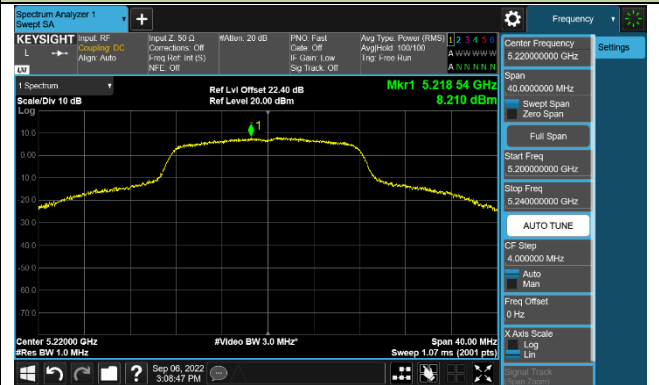 Spectrum Analyzer 1
Swept SA
Frequency
KEYSIGHT
Input: RF
Coupling: DC
Align: Auto
Input Z: 50 Ω
Corrections: Off
Freq Ref: Int (S)
NFE: Off
#Atten: 20 dB
PNO: Fast
Gate: Off
IF Gain: Low
Sig Track: Off
Avg Type: Power (RMS)
Avg|Hold: 100/100
Trig: Free Run
1 2 3 4 5 6
A W W W W W
A N N N N N
L
LXI
1 Spectrum
Scale/Div 10 dB
Log
Ref Lvl Offset 22.40 dB
Ref Level 20.00 dBm
Mkr1 5.218 54 GHz
8.210 dBm
1
10.0
0.00
-10.0
-20.0
-30.0
-40.0
-50.0
-60.0
-70.0
Center 5.22000 GHz
#Res BW 1.0 MHz
#Video BW 3.0 MHz*
Span 40.00 MHz
Sweep 1.07 ms (2001 pts)
Sep 06, 2022
3:08:47 PM
Center Frequency
5.220000000 GHz
Span
40.0000000 MHz
Swept Span
Zero Span
Full Span
Start Freq
5.200000000 GHz
Stop Freq
5.240000000 GHz
AUTO TUNE
CF Step
4.000000 MHz
Auto
Man
Freq Offset
0 Hz
X Axis Scale
Log
Lin
Signal Track
(Span Zoom)
Settings